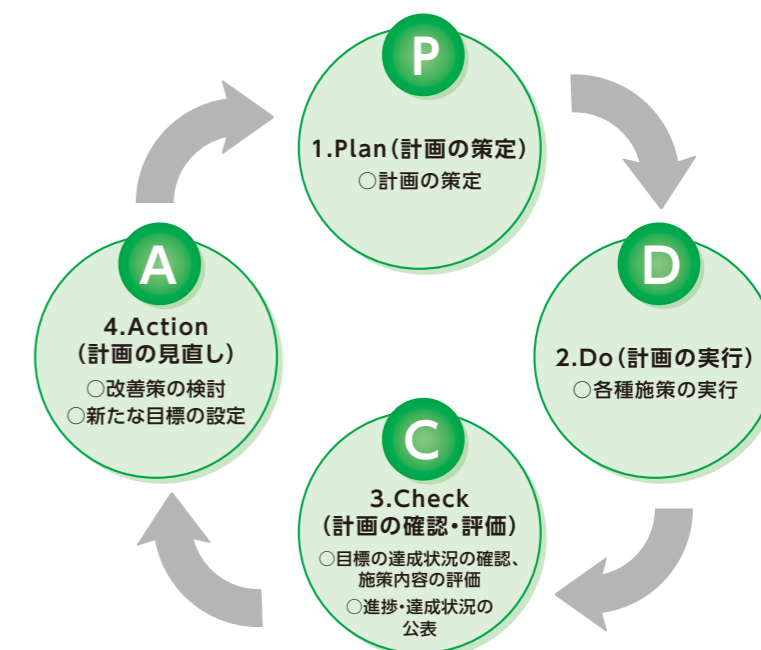 P
1.Plan(計画の策定)
○計画の策定
D
2.Do(計画の実行)
○各種施策の実行
C
3.Check
(計画の確認・評価)
○目標の達成状況の確認、
施策内容の評価
○進捗・達成状況の
公表
A
4.Action
(計画の見直し)
○改善策の検討
○新たな目標の設定